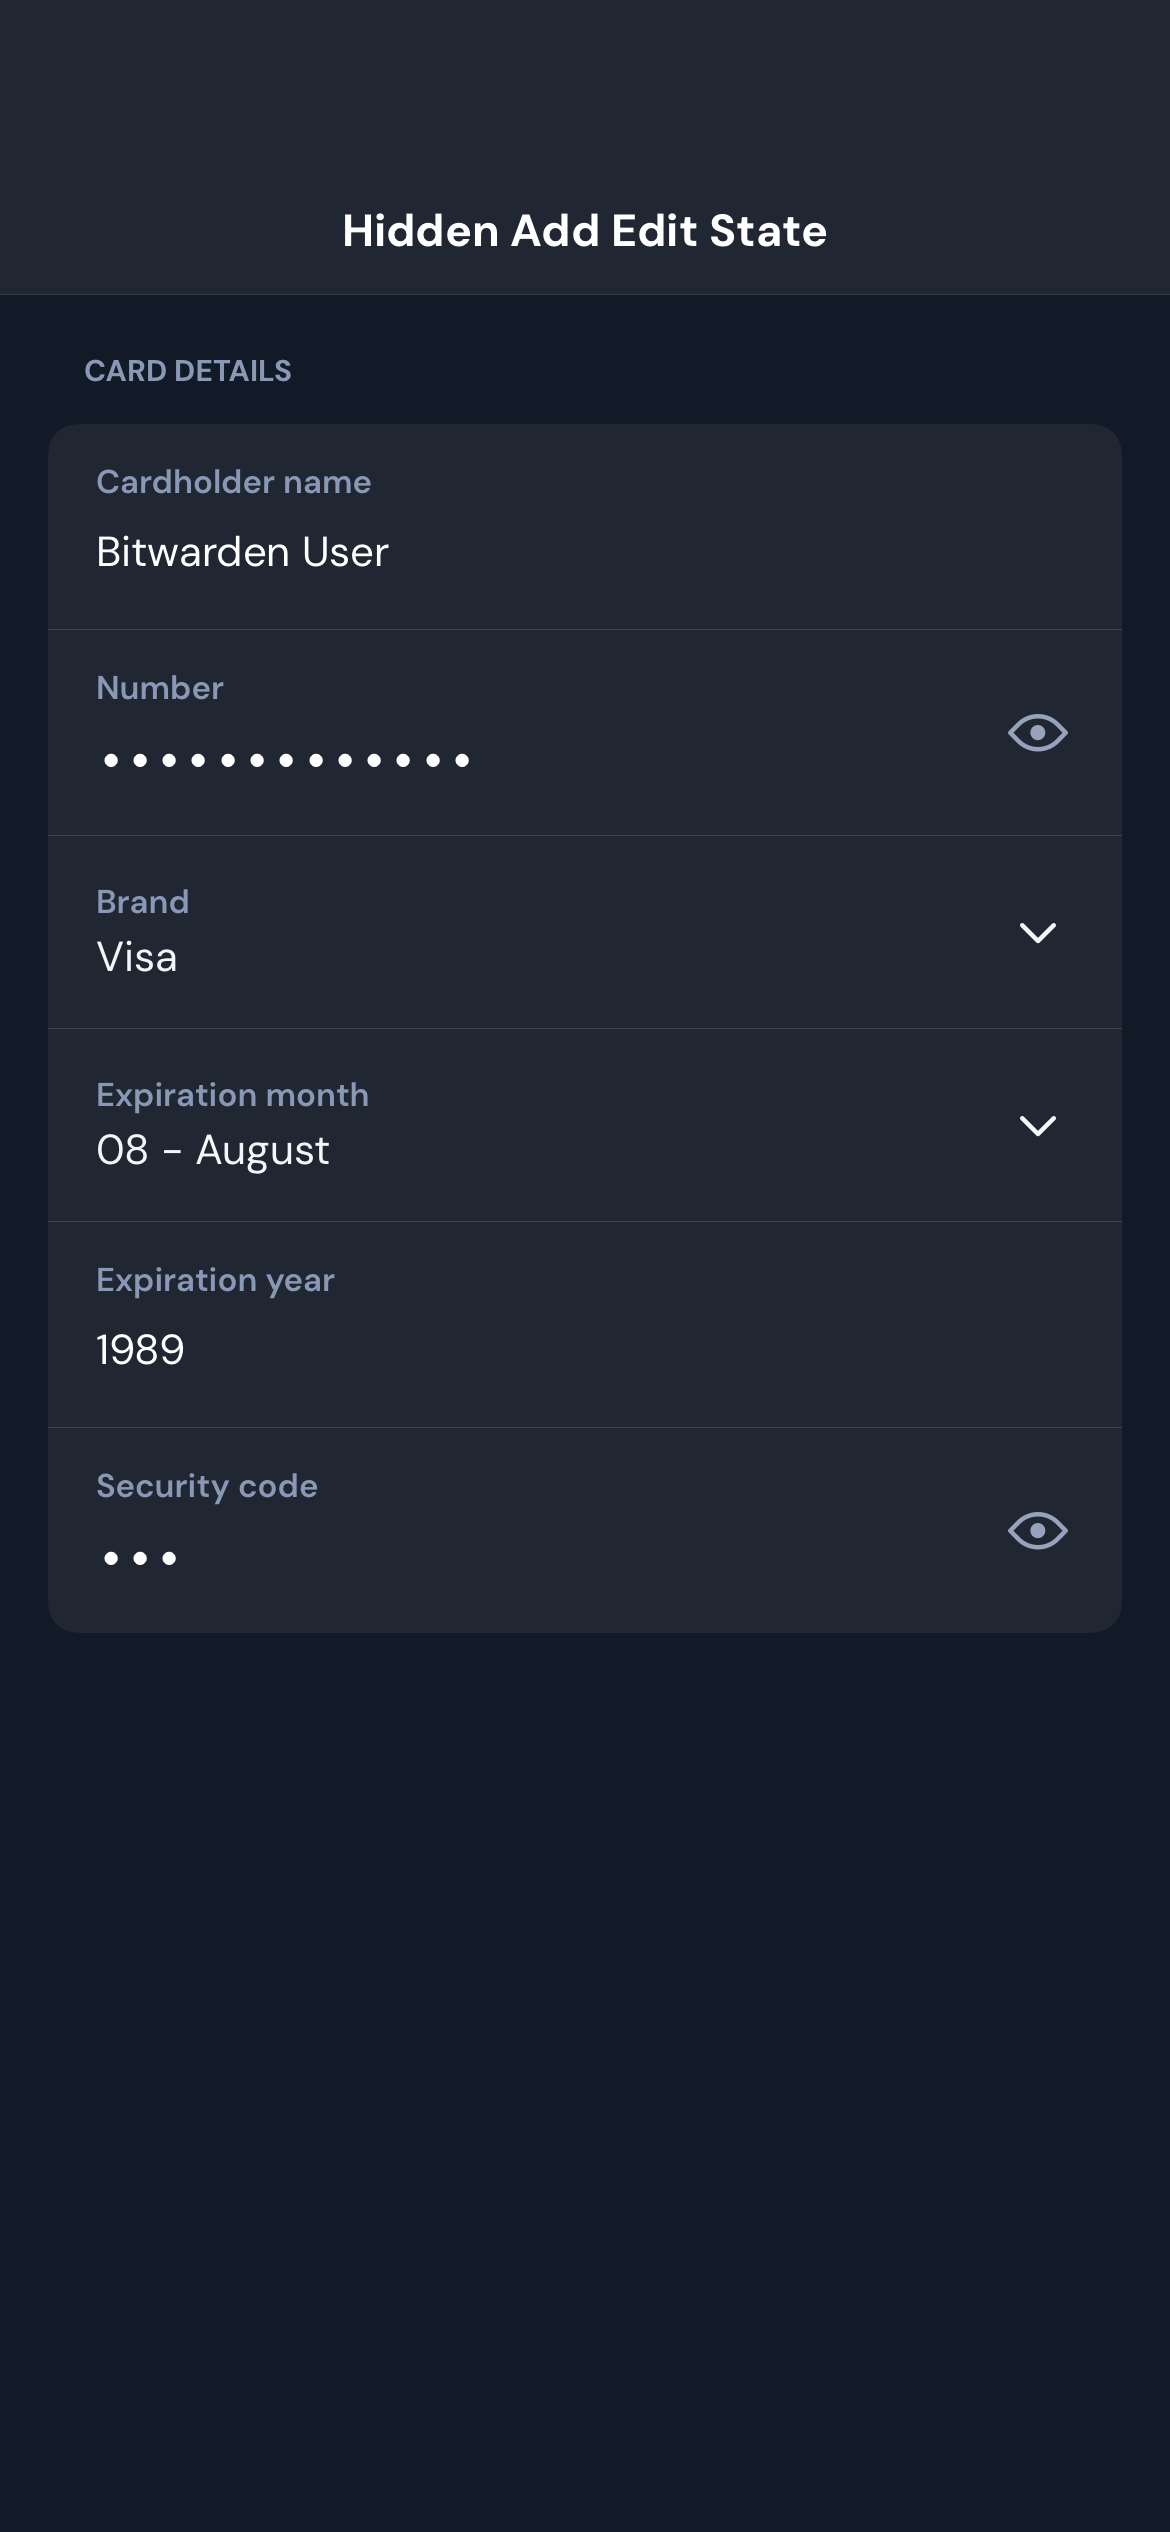 Hidden Add Edit State
CARD DETAILS
Cardholder name
Bitwarden User
Number
•••••••••••••
Brand
Visa
Expiration month
08 - August
Expiration year
1989
Security code
•••